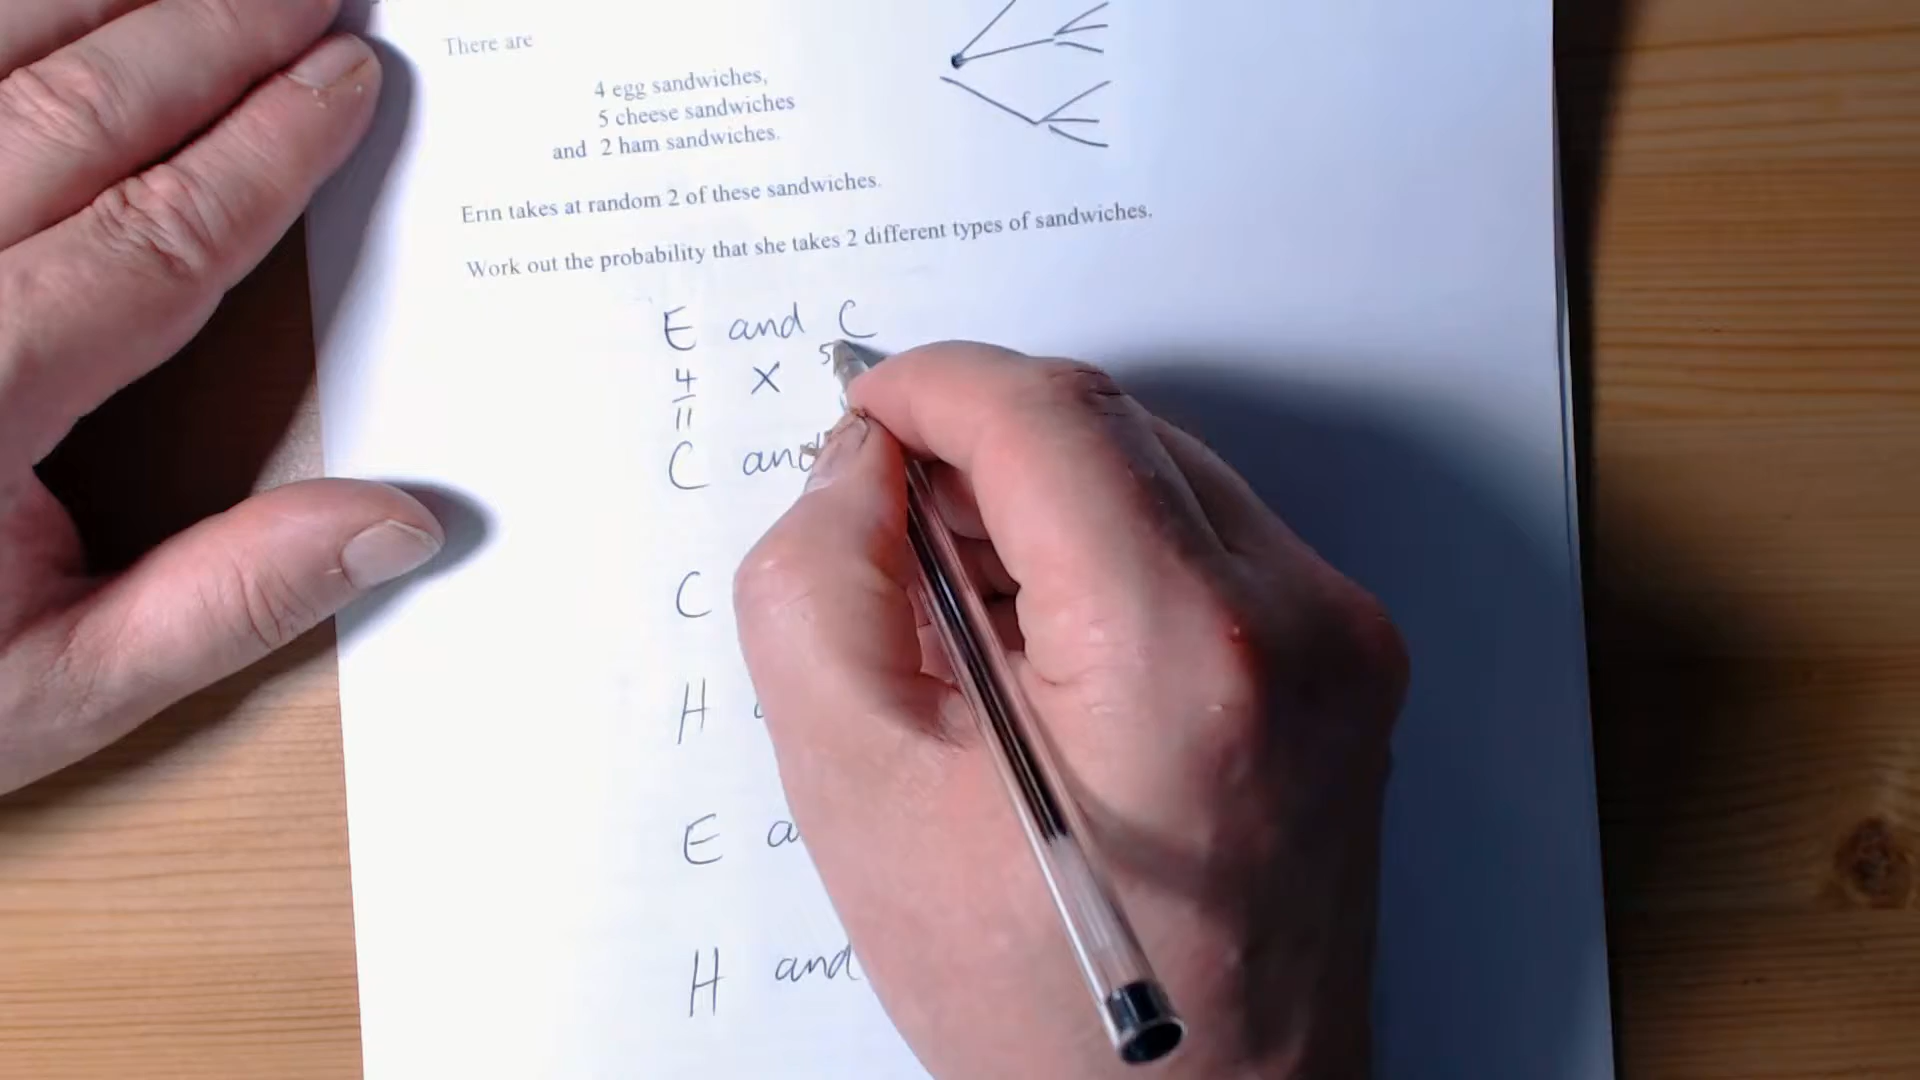 There are
4 egg sandwiches,
5 cheese sandwiches
and 2 ham sandwiches.
Erin takes at random 2 of these sandwiches.
Work out the probability that she takes 2 different types of sandwiches.
E and C
4/11 × 5
C and
C
H
E a
H and